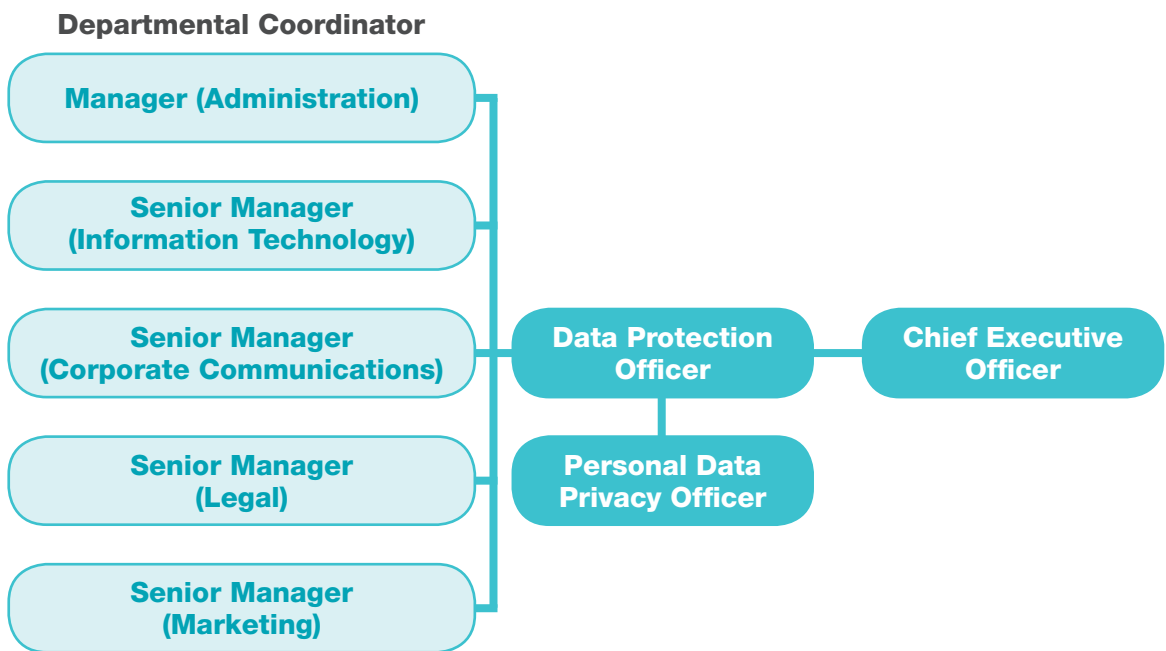 Departmental Coordinator
Manager (Administration)
Senior Manager
(Information Technology)
Senior Manager
(Corporate Communications)
Senior Manager
(Legal)
Senior Manager
(Marketing)
Data Protection
Officer
Personal Data
Privacy Officer
Chief Executive
Officer